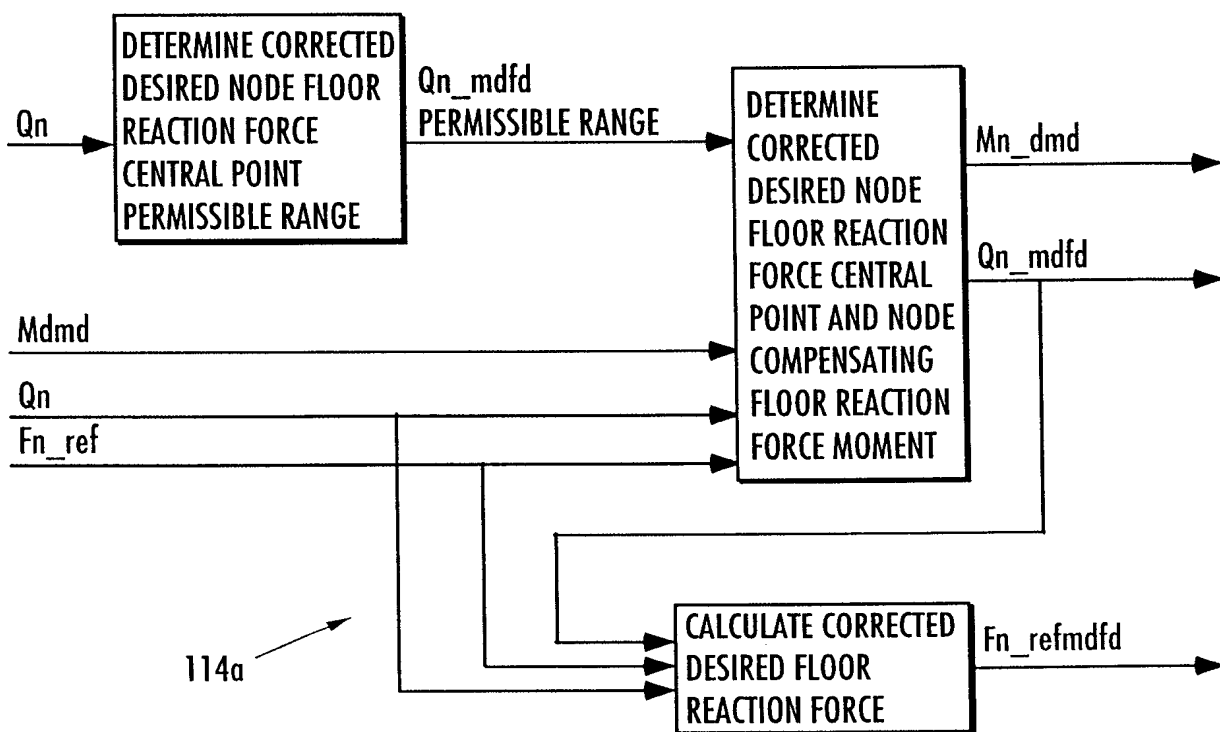 Qn
DETERMINE CORRECTED
DESIRED NODE FLOOR
REACTION FORCE
CENTRAL POINT
PERMISSIBLE RANGE
Qn_mdfd
PERMISSIBLE RANGE
DETERMINE
CORRECTED
DESIRED NODE
FLOOR REACTION
FORCE CENTRAL
POINT AND NODE
COMPENSATING
FLOOR REACTION
FORCE MOMENT
Mn_dmd
Qn_mdfd
Mdmd
Qn
Fn_ref
CALCULATE CORRECTED
DESIRED FLOOR
REACTION FORCE
Fn_refmdfd
114a